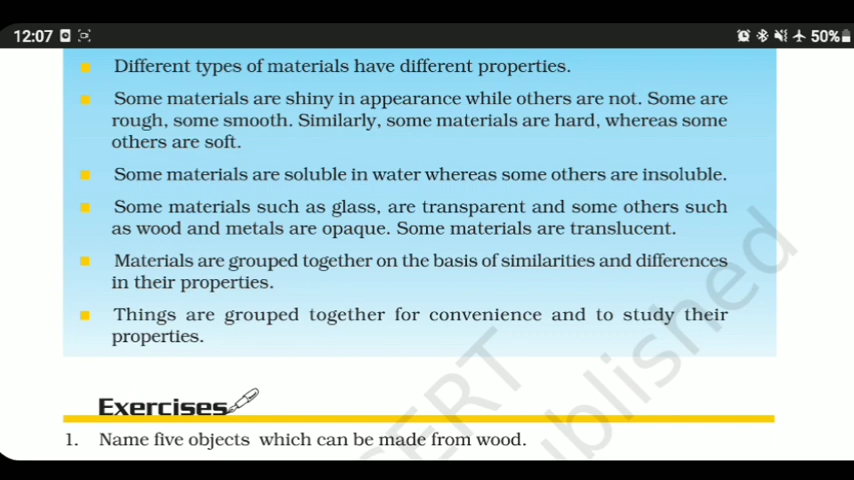 12:07 50%
Different types of materials have different properties.
Some materials are shiny in appearance while others are not. Some are
rough, some smooth. Similarly, some materials are hard, whereas some
others are soft.
Some materials are soluble in water whereas some others are insoluble.
Some materials such as glass, are transparent and some others such
as wood and metals are opaque. Some materials are translucent.
Materials are grouped together on the basis of similarities and differences
in their properties.
Things are grouped together for convenience and to study their
properties.
Exercises
1. Name five objects which can be made from wood.